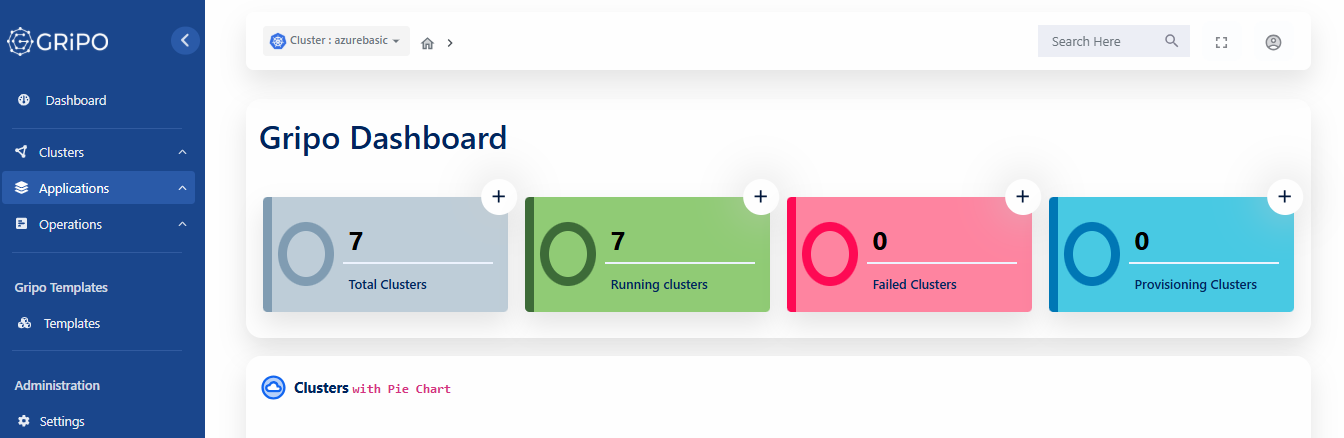 GRiPO
Dashboard
Clusters
Applications
Operations
Gripo Templates
Templates
Administration
Settings
Cluster : azurebasic
Search Here
Gripo Dashboard
7
Total Clusters
7
Running clusters
0
Failed Clusters
0
Provisioning Clusters
Clusters with Pie Chart